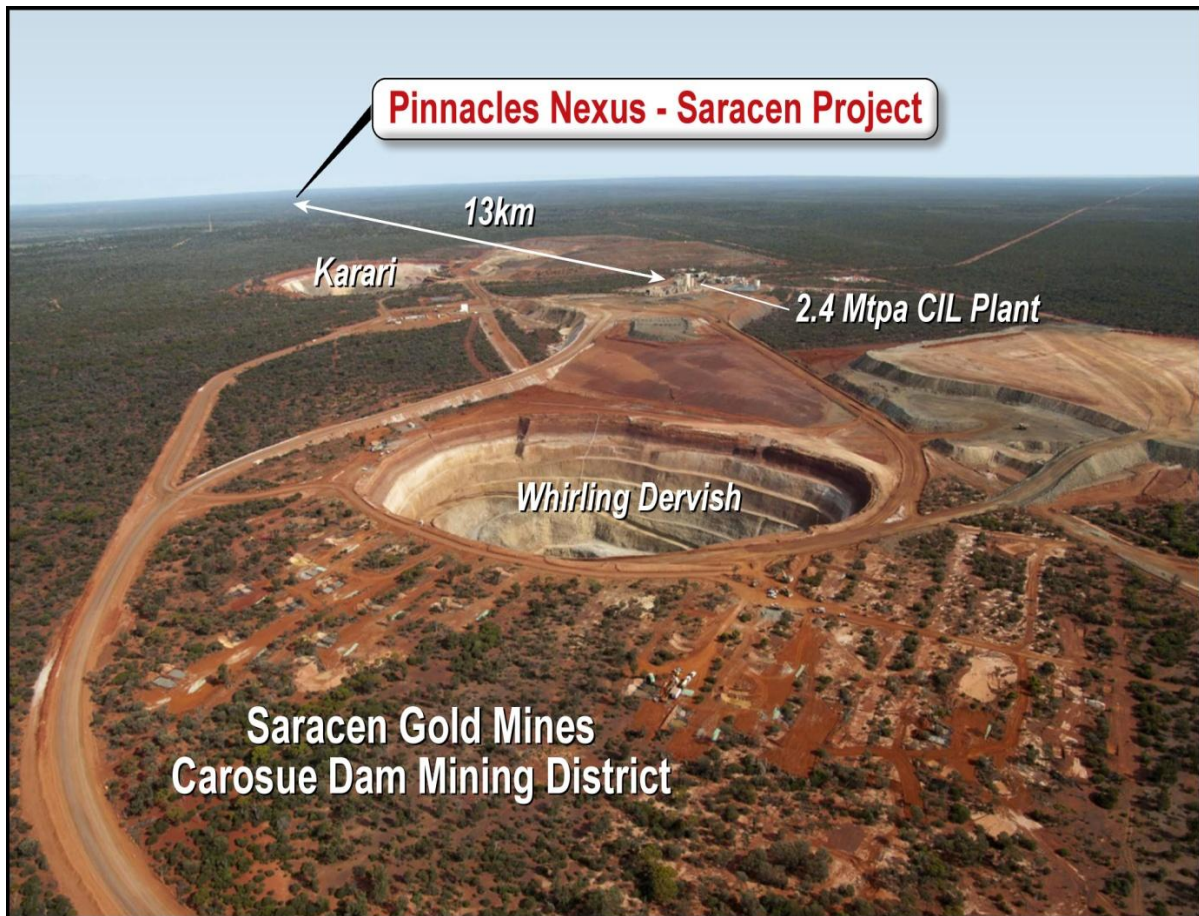 Pinnacles Nexus - Saracen Project
13km
Karari
2.4 Mtpa CIL Plant
Whirling Dervish
Saracen Gold Mines
Carosue Dam Mining District